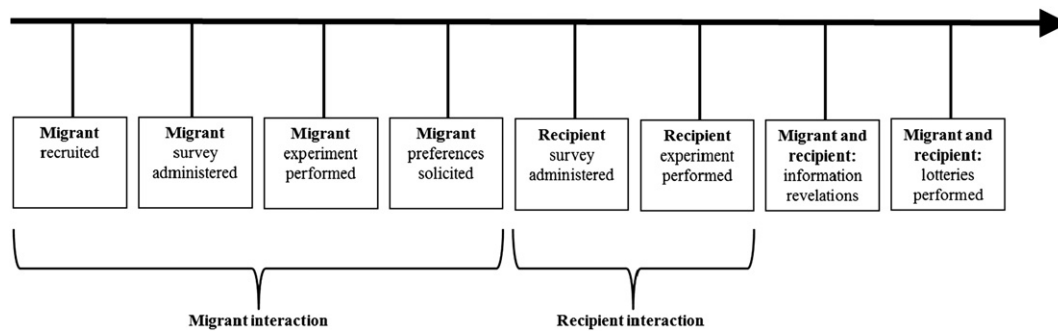 Migrant
recruited
Migrant
survey
administered
Migrant
experiment
performed
Migrant
preferences
solicited
Recipient
survey
administered
Recipient
experiment
performed
Migrant and
recipient:
information
revelations
Migrant and
recipient:
lotteries
performed
Migrant interaction
Recipient interaction